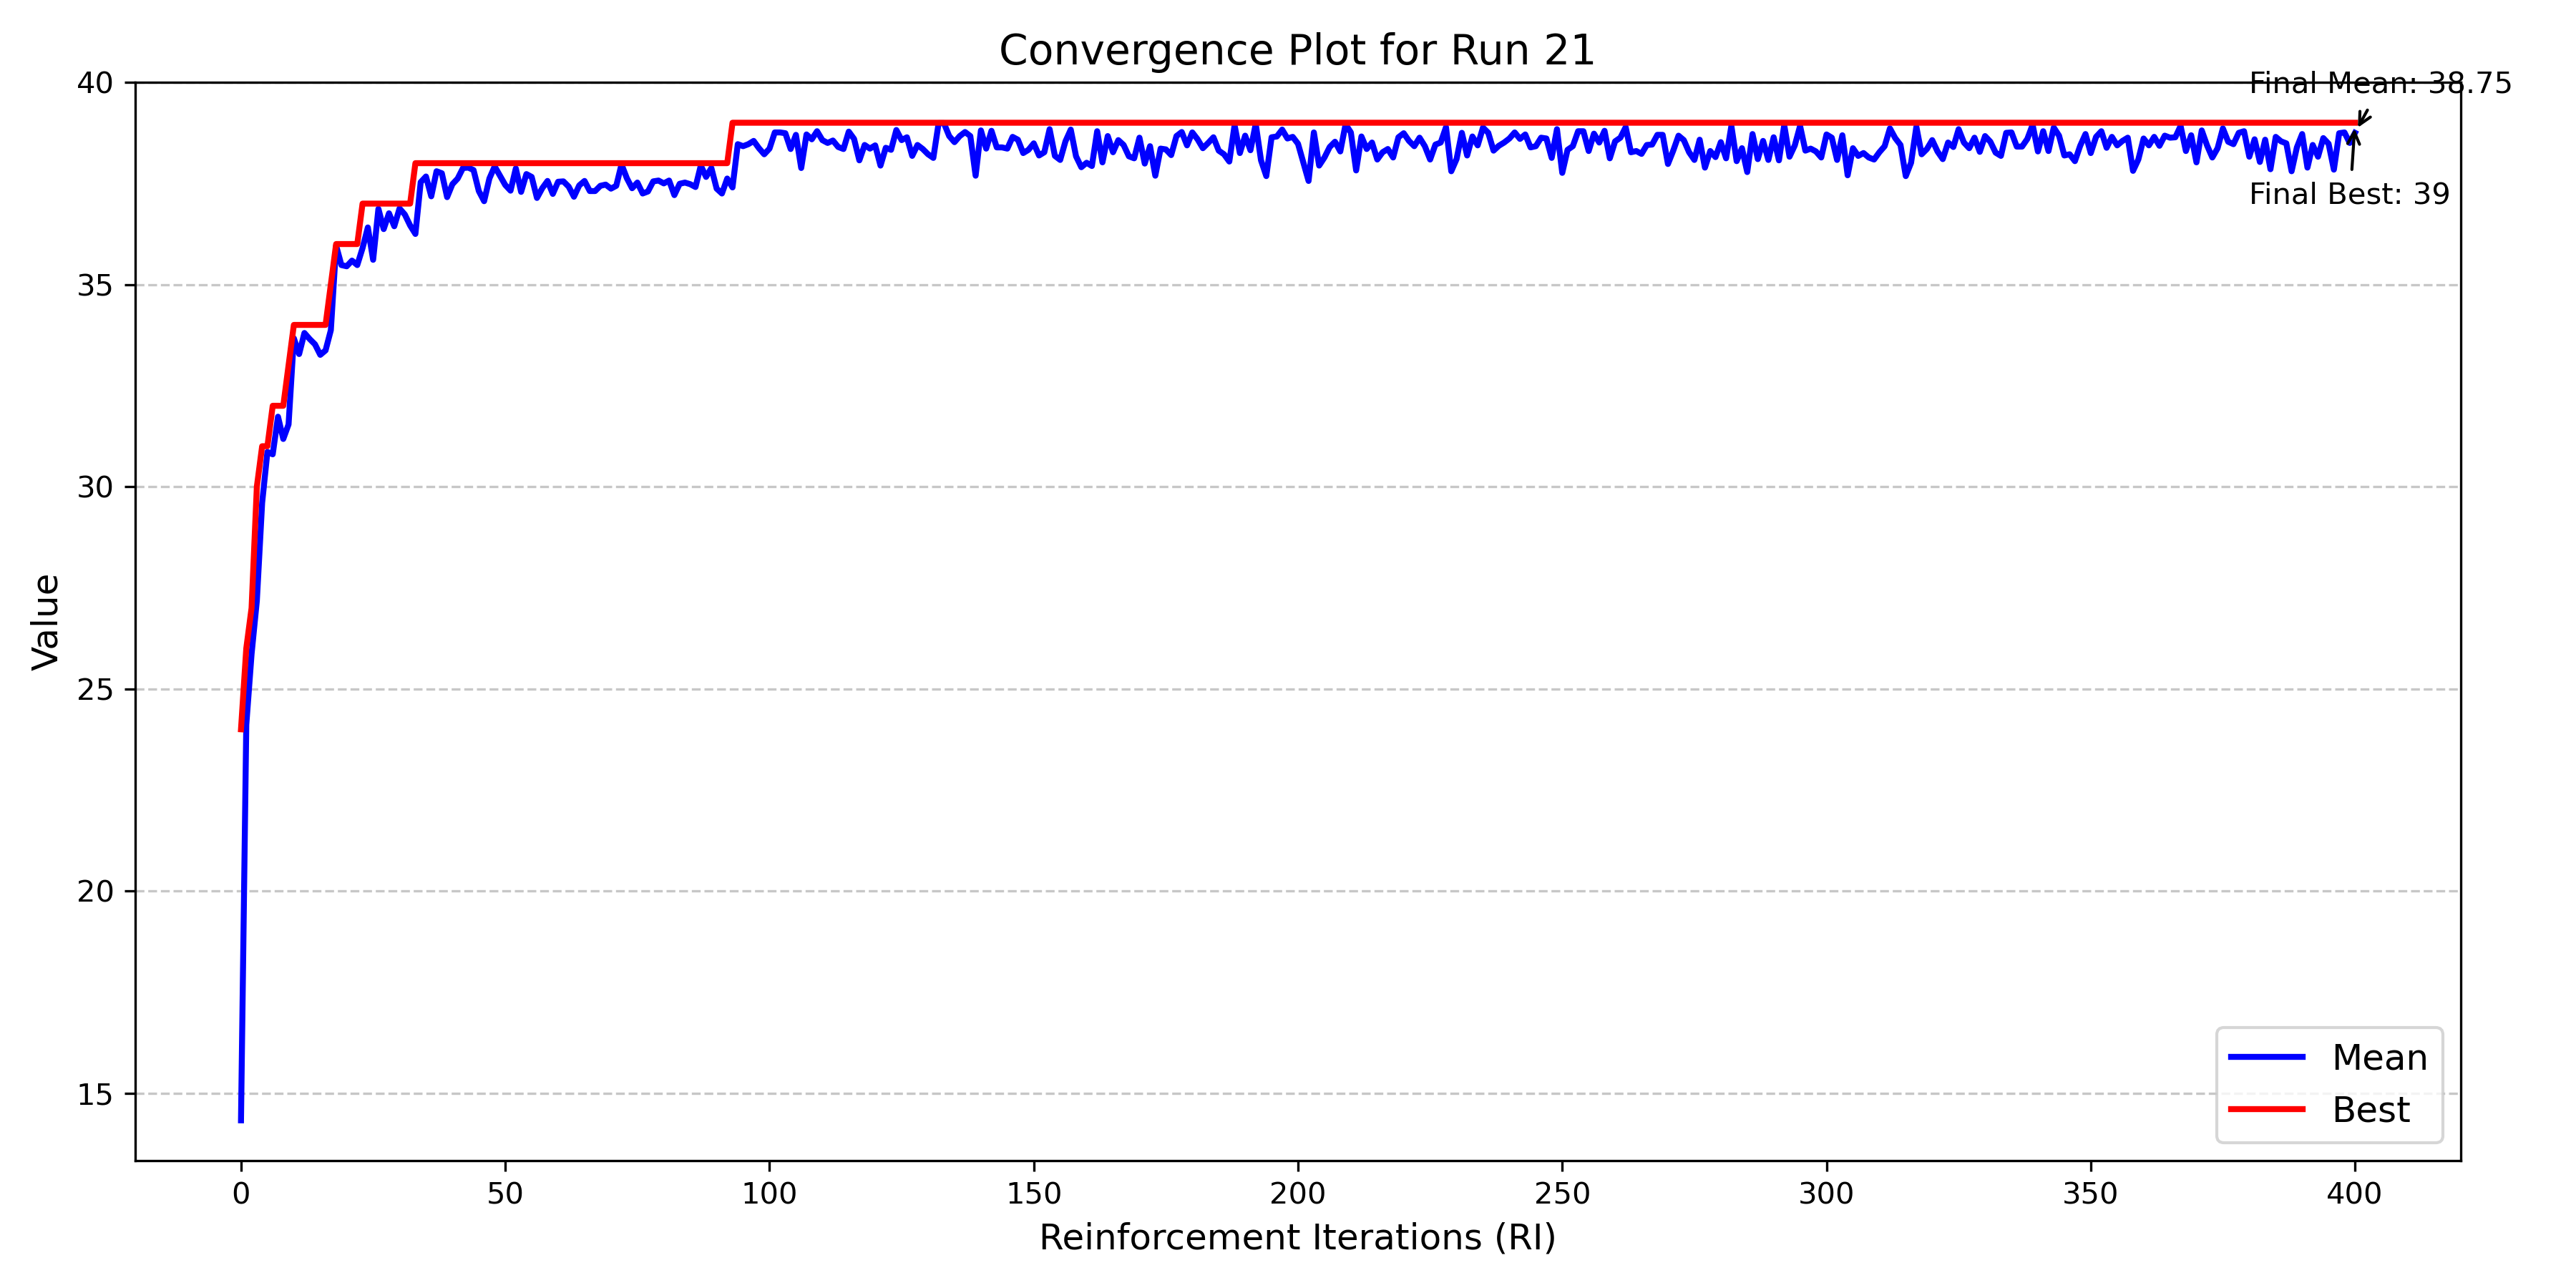 Convergence Plot for Run 21
Final Mean: 38.75
Final Best: 39
40
35
30
25
20
15
Value
0 50 100 150 200 250 300 350 400
Reinforcement Iterations (RI)
Mean
Best